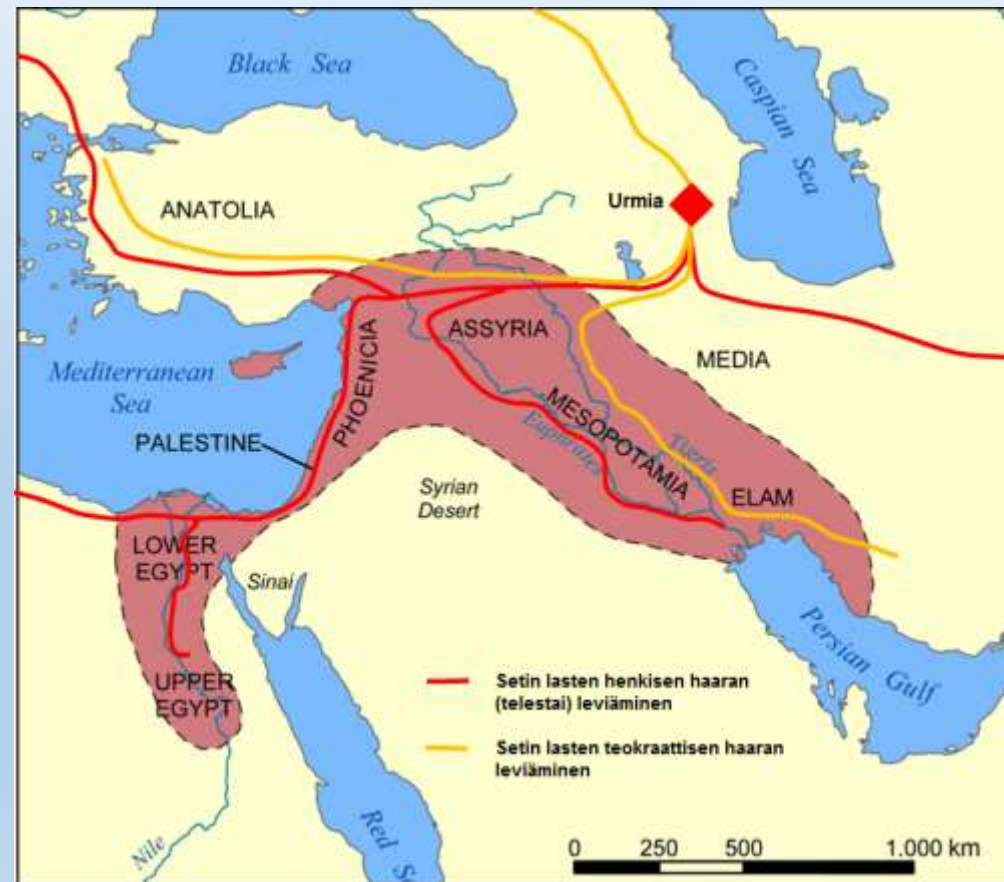 Black Sea
Caspian Sea
Urmia
ANATOLIA
ASSYRIA
MEDIA
Mediterranean
Sea
PHOENICIA
MESOPOTAMIA
PALESTINE
Euphrates
Tigris
ELAM
Syrian
Desert
LOWER
EGYPT
Sinai
Persian Gulf
UPPER
EGYPT
Setin lasten henkisen haaran
(telestai) leviäminen
Setin lasten teokraattisen haaran
leviäminen
Nile
Red Se
0 250 500 1.000 km